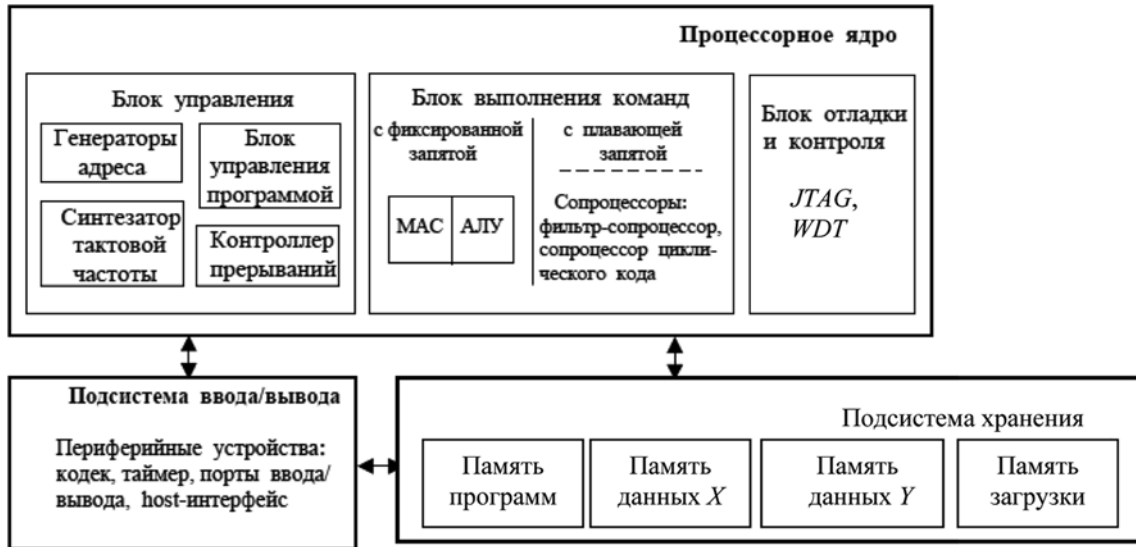 Процессорное ядро
Блок управления
Генераторы
адреса
Блок
управления
программой
Синтезатор
тактовой
частоты
Контроллер
прерываний
Блок выполнения команд
с фиксированной
запятой
МАС
АЛУ
с плавающей
запятой
Сопроцессоры:
фильтр-сопроцессор,
сопроцессор цикли-
ческого кода
Блок отладки
и контроля
JTAG,
WDT
Подсистема ввода/вывода
Периферийные устройства:
кодек, таймер, порты ввода/
вывода, host-интерфейс
Подсистема хранения
Память
программ
Память
данных X
Память
данных Y
Память
загрузки